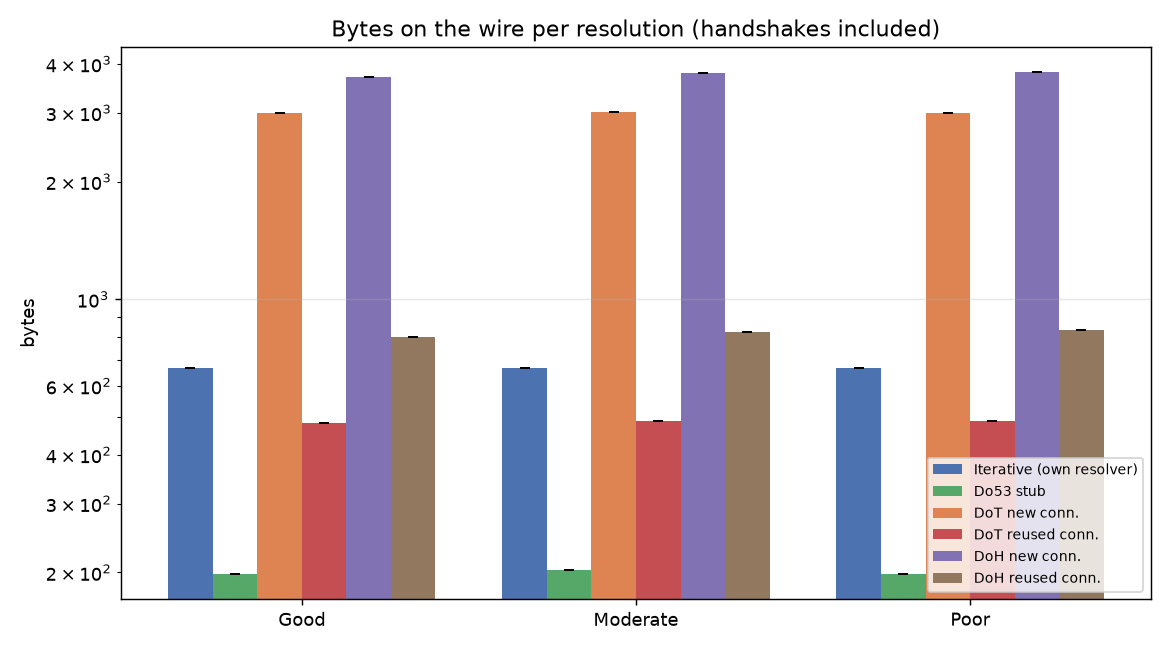 Bytes on the wire per resolution (handshakes included)
bytes
4 × 10³
3 × 10³
2 × 10³
10³
6 × 10²
4 × 10²
3 × 10²
2 × 10²
Good
Moderate
Poor
Iterative (own resolver)
Do53 stub
DoT new conn.
DoT reused conn.
DoH new conn.
DoH reused conn.